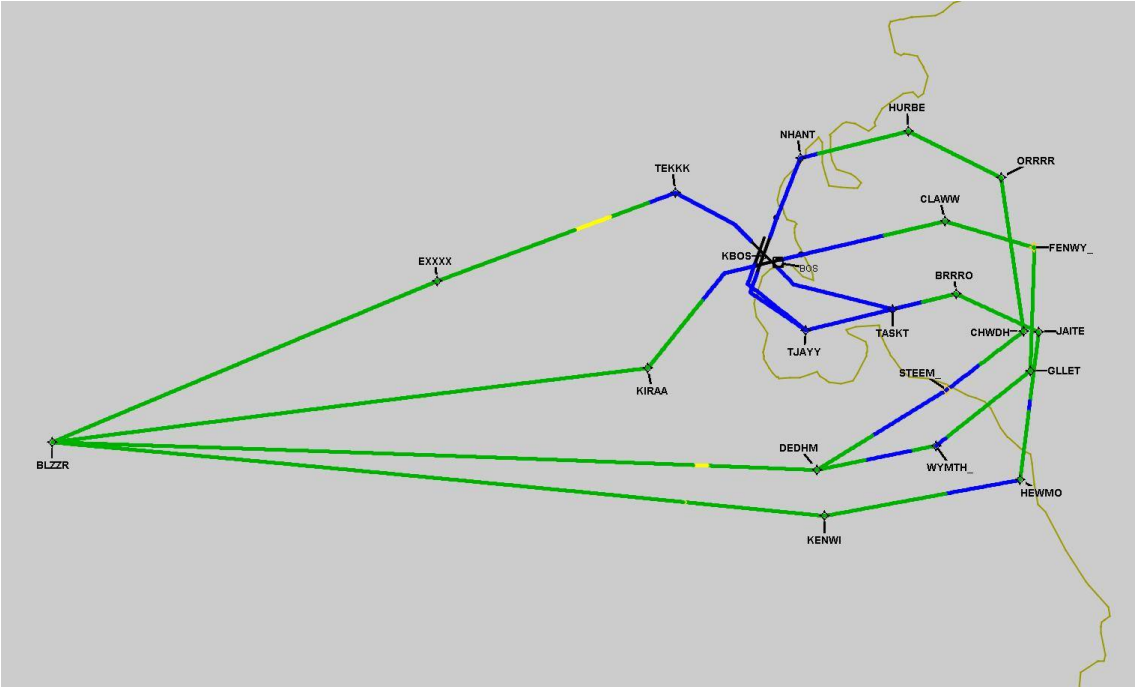 HURBE
NHANT
ORRRR
TEKKK
CLAWW
FENWY_
KBOS
BOS
EXXXX
BRRRO
CHWDH
JAITE
TASKT
TJAYY
GLLET
STEEM_
KIRAA
BLZZR
DEDHM
WYMTH_
HEWMO
KENWI